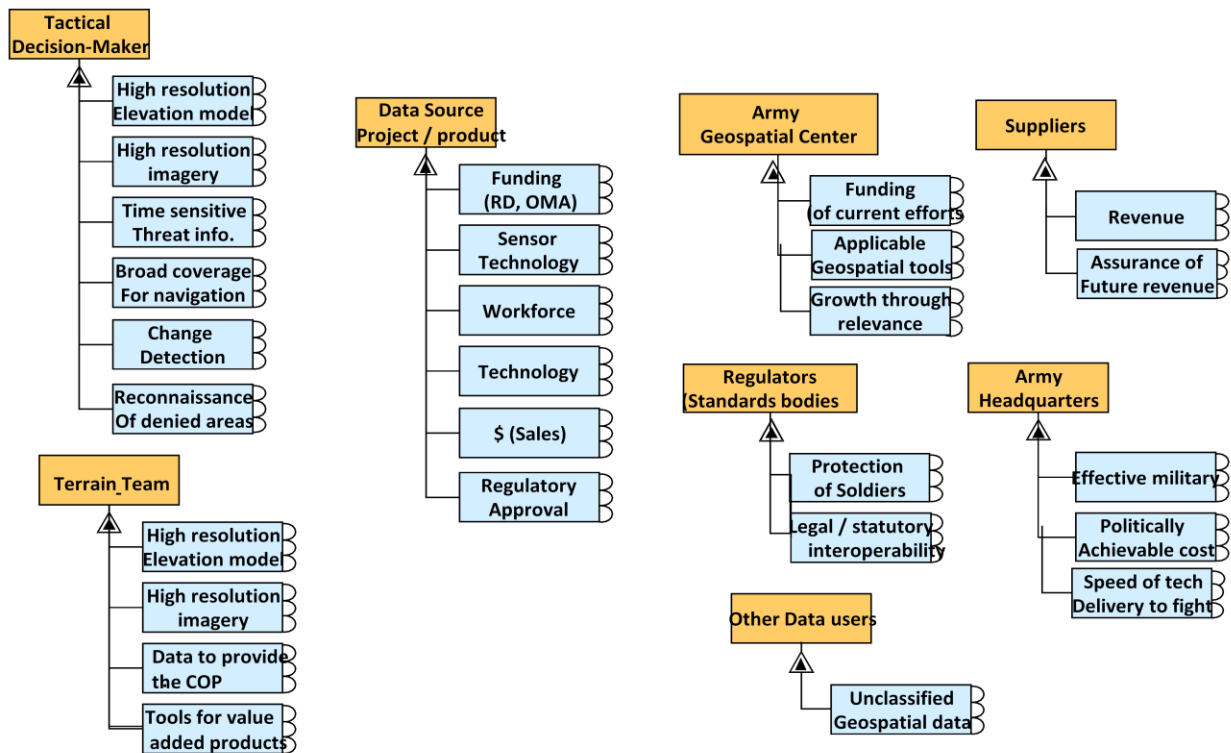 Tactical
Decision-Maker
High resolution
Elevation model
High resolution
imagery
Time sensitive
Threat info.
Broad coverage
For navigation
Change
Detection
Reconnaissance
Of denied areas
Terrain_Team
High resolution
Elevation model
High resolution
imagery
Data to provide
the COP
Tools for value
added products
Data Source
Project / product
Funding
(RD, OMA)
Sensor
Technology
Workforce
Technology
$ (Sales)
Regulatory
Approval
Army
Geospatial Center
Funding
(of current efforts
Applicable
Geospatial tools
Growth through
relevance
Suppliers
Revenue
Assurance of
Future revenue
Regulators
(Standards bodies
Protection
of Soldiers
Legal / statutory
interoperability
Army
Headquarters
Effective military
Politically
Achievable cost
Speed of tech
Delivery to fight
Other Data users
Unclassified
Geospatial data